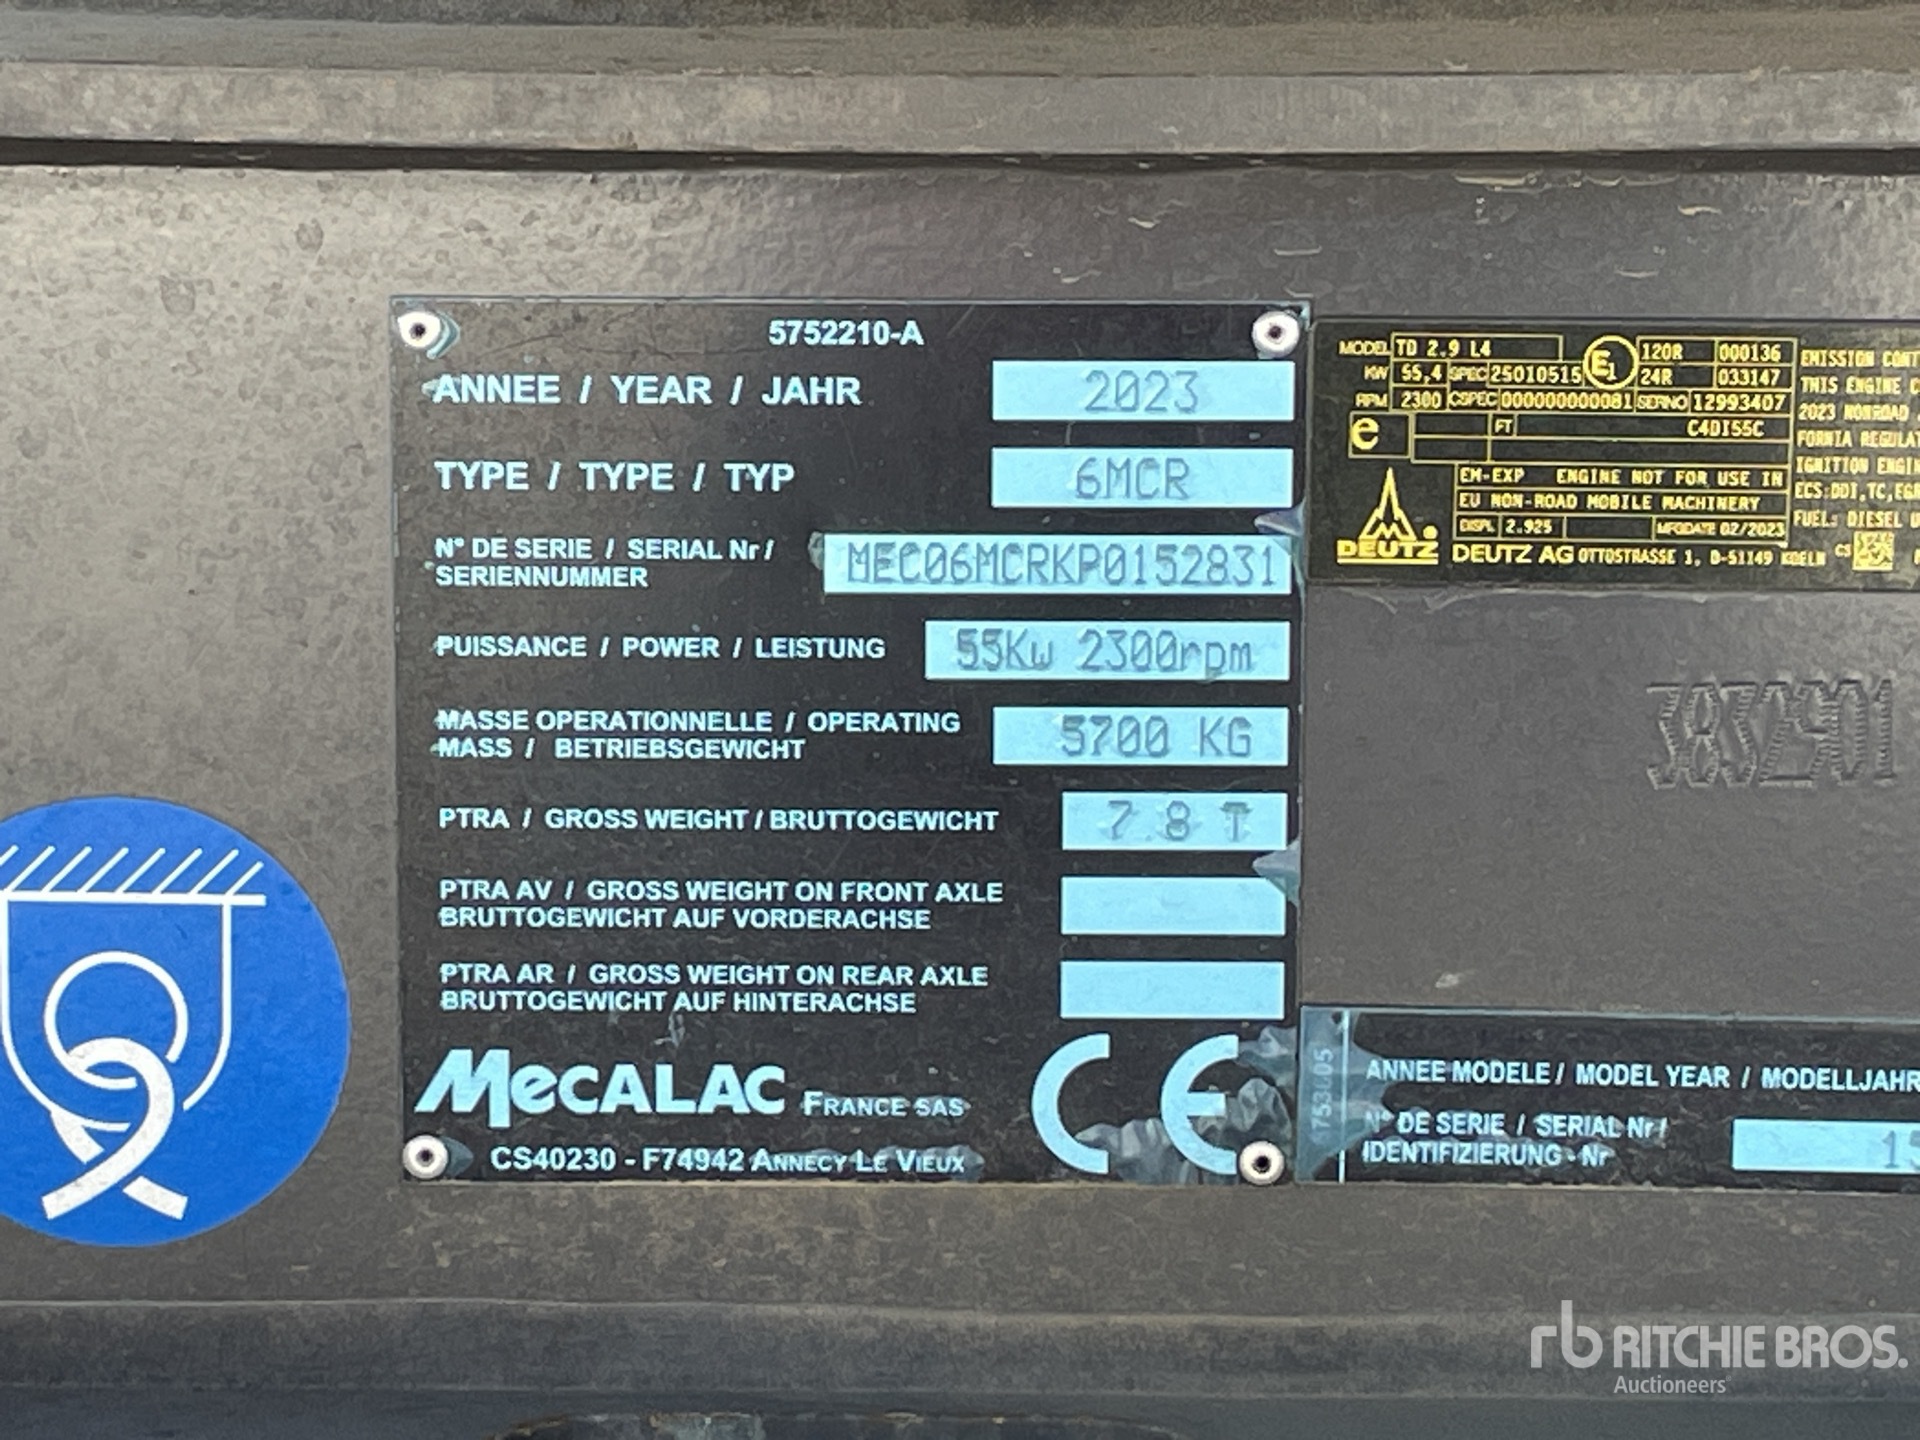 5752210-A
ANNEE / YEAR / JAHR 2023
TYPE / TYPE / TYP 6MCR
N° DE SERIE / SERIAL Nr /
SERIENNUMMER MEC06MCRKP0152831
PUISSANCE / POWER / LEISTUNG 55Kw 2300rpm
MASSE OPERATIONNELLE / OPERATING
MASS / BETRIEBSGEWICHT 5700 KG
PTRA / GROSS WEIGHT / BRUTTOGEWICHT 7.8 T
PTRA AV / GROSS WEIGHT ON FRONT AXLE
BRUTTOGEWICHT AUF VORDERACHSE
PTRA AR / GROSS WEIGHT ON REAR AXLE
BRUTTOGEWICHT AUF HINTERACHSE
MECALAC FRANCE SAS
CS40230 - F74942 ANNECY LE VIEUX
CE
MODEL TD 2.9 L4 E1 120R 000136
KW 55,4 SPEC 25010515 24R 033147
RPM 2300 CSPEC 000000000081 SERNO 12993407
e FT C4DI55C
EM-EXP ENGINE NOT FOR USE IN
EU NON-ROAD MOBILE MACHINERY
DISPL 2.925 MFGDATE 02/2023
DEUTZ DEUTZ AG OTTOSTRASSE 1, D-51149 KOELN CS
EMISSION CONT
THIS ENGINE C
2023 NONROAD
FORNIA REGULAT
IGNITION ENGIN
ECS:DDI,TC,EGR
FUEL: DIESEL
ANNEE MODELE / MODEL YEAR / MODELLJAHR
N° DE SERIE / SERIAL Nr /
IDENTIFIZIERUNG - Nr 15
rb RITCHIE BROS.
Auctioneers